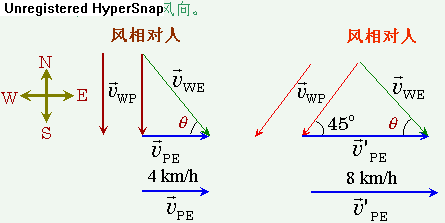 Unregistered HyperSnap风向。
风相对人
风相对人
N
W
E
S
v⃗WP
v⃗WE
θ
v⃗PE
4 km/h
v⃗PE
v⃗WP
v⃗WE
45°
θ
v⃗'PE
8 km/h
v⃗'PE